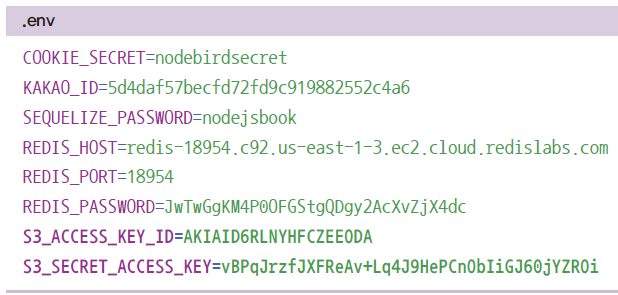 .env
COOKIE_SECRET=nodebirdsecret
KAKAO_ID=5d4daf57becfd72fd9c919882552c4a6
SEQUELIZE_PASSWORD=nodejsbook
REDIS_HOST=redis-18954.c92.us-east-1-3.ec2.cloud.redislabs.com
REDIS_PORT=18954
REDIS_PASSWORD=JwTwGgKM4P0OFGStgQDgy2AcXvZjX4dc
S3_ACCESS_KEY_ID=AKIAID6RLNYHFCZEEODA
S3_SECRET_ACCESS_KEY=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